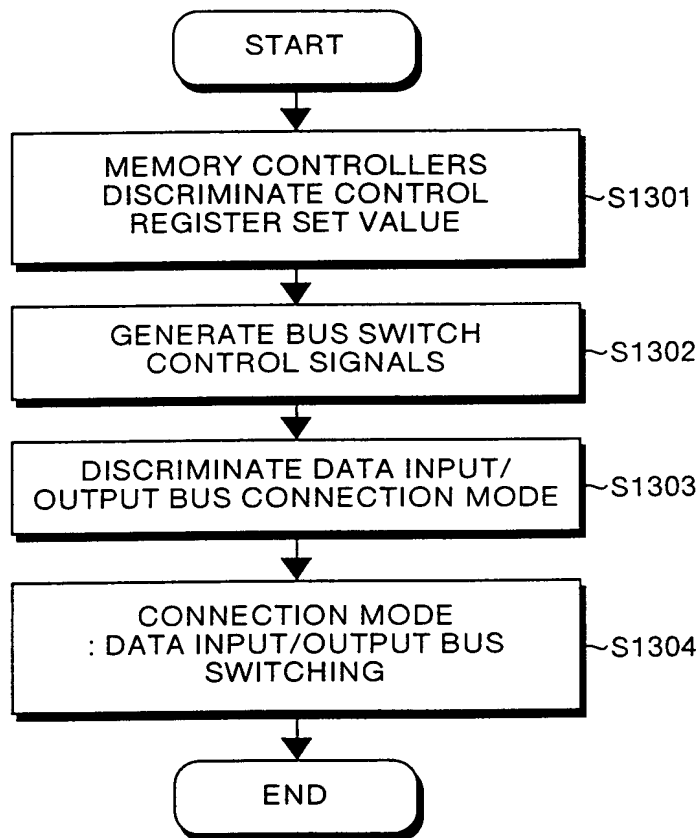 START
MEMORY CONTROLLERS
DISCRIMINATE CONTROL
REGISTER SET VALUE
~S1301
GENERATE BUS SWITCH
CONTROL SIGNALS
~S1302
DISCRIMINATE DATA INPUT/
OUTPUT BUS CONNECTION MODE
~S1303
CONNECTION MODE
: DATA INPUT/OUTPUT BUS
SWITCHING
~S1304
END